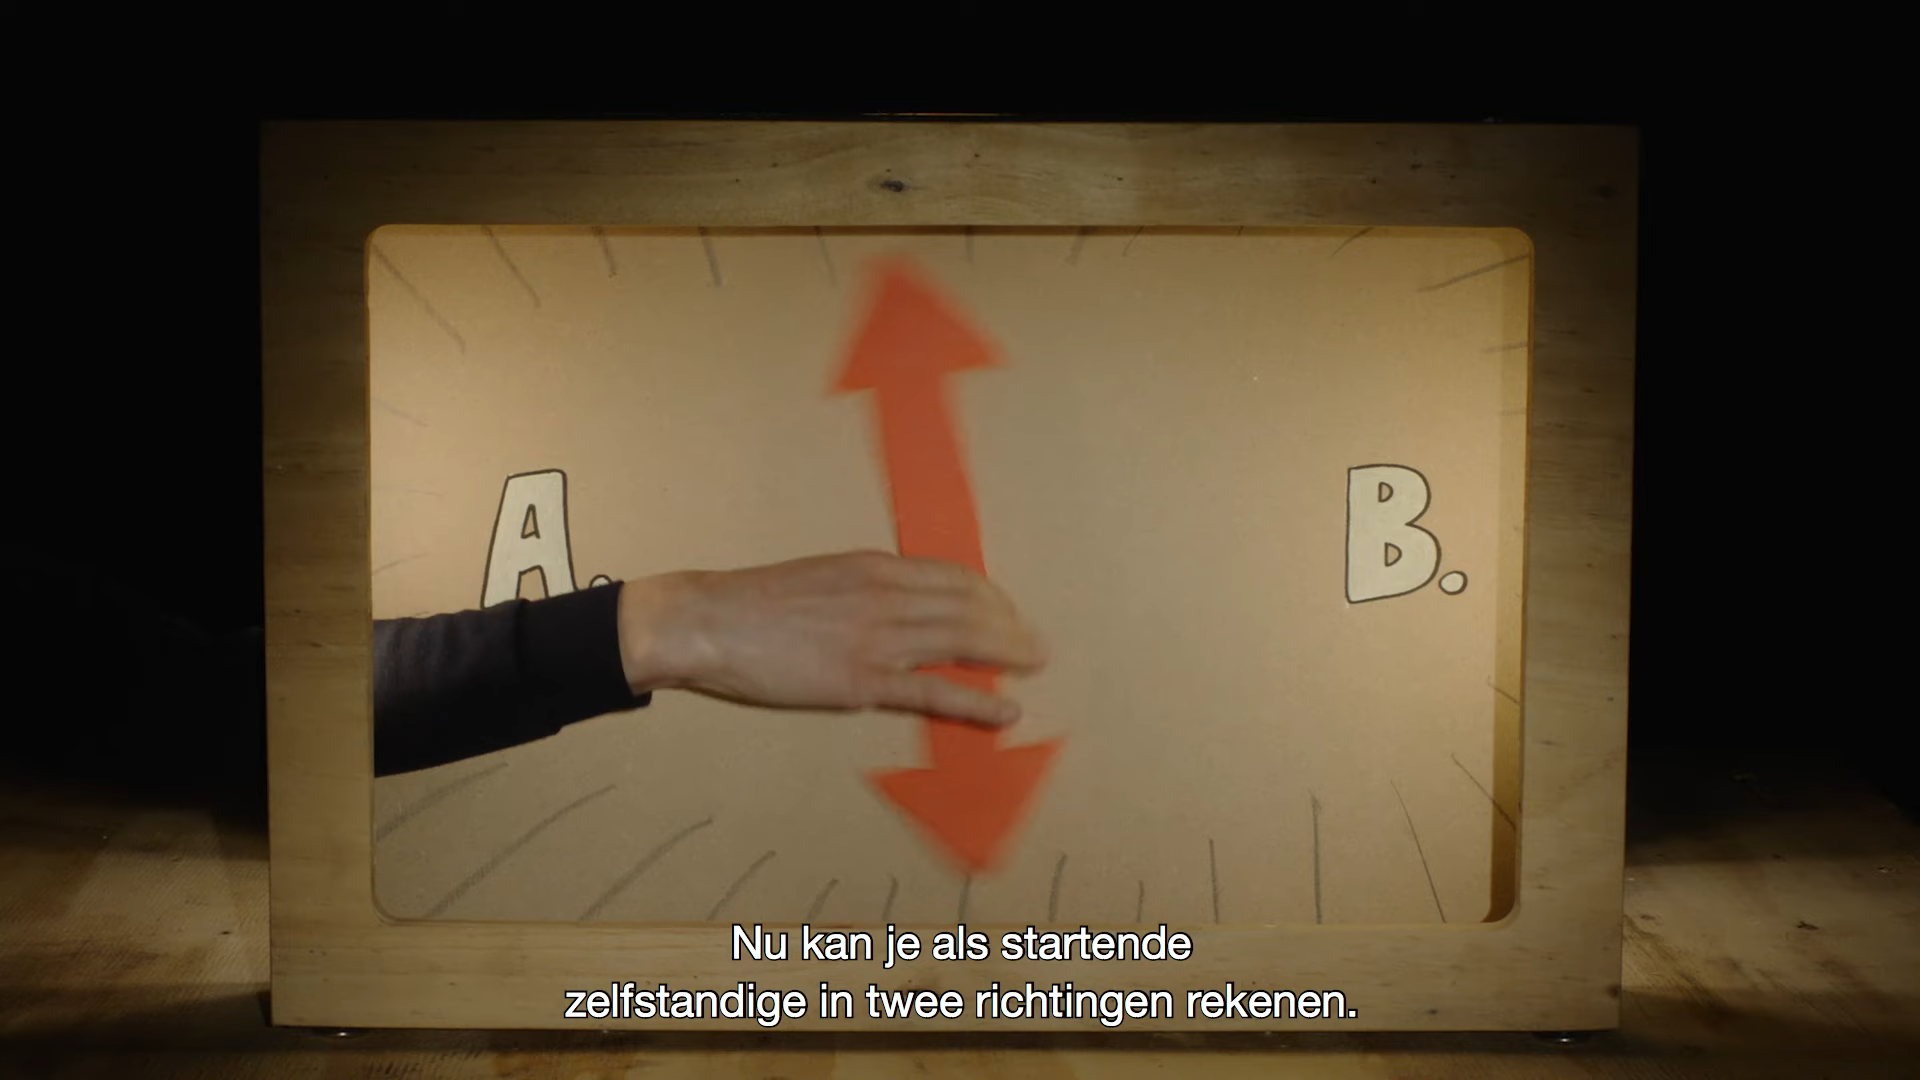 A. B.
Nu kan je als startende
zelfstandige in twee richtingen rekenen.